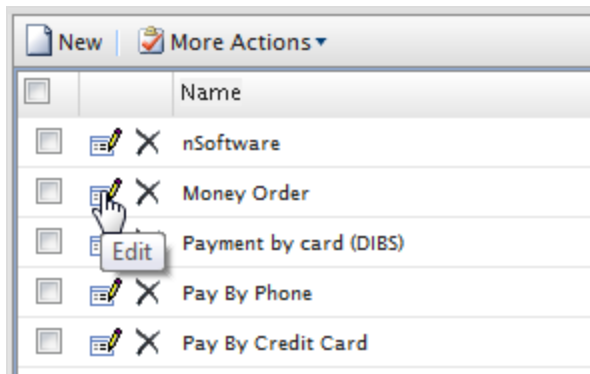 New More Actions
Name
nSoftware
Money Order
Payment by card (DIBS)
Edit
Pay By Phone
Pay By Credit Card